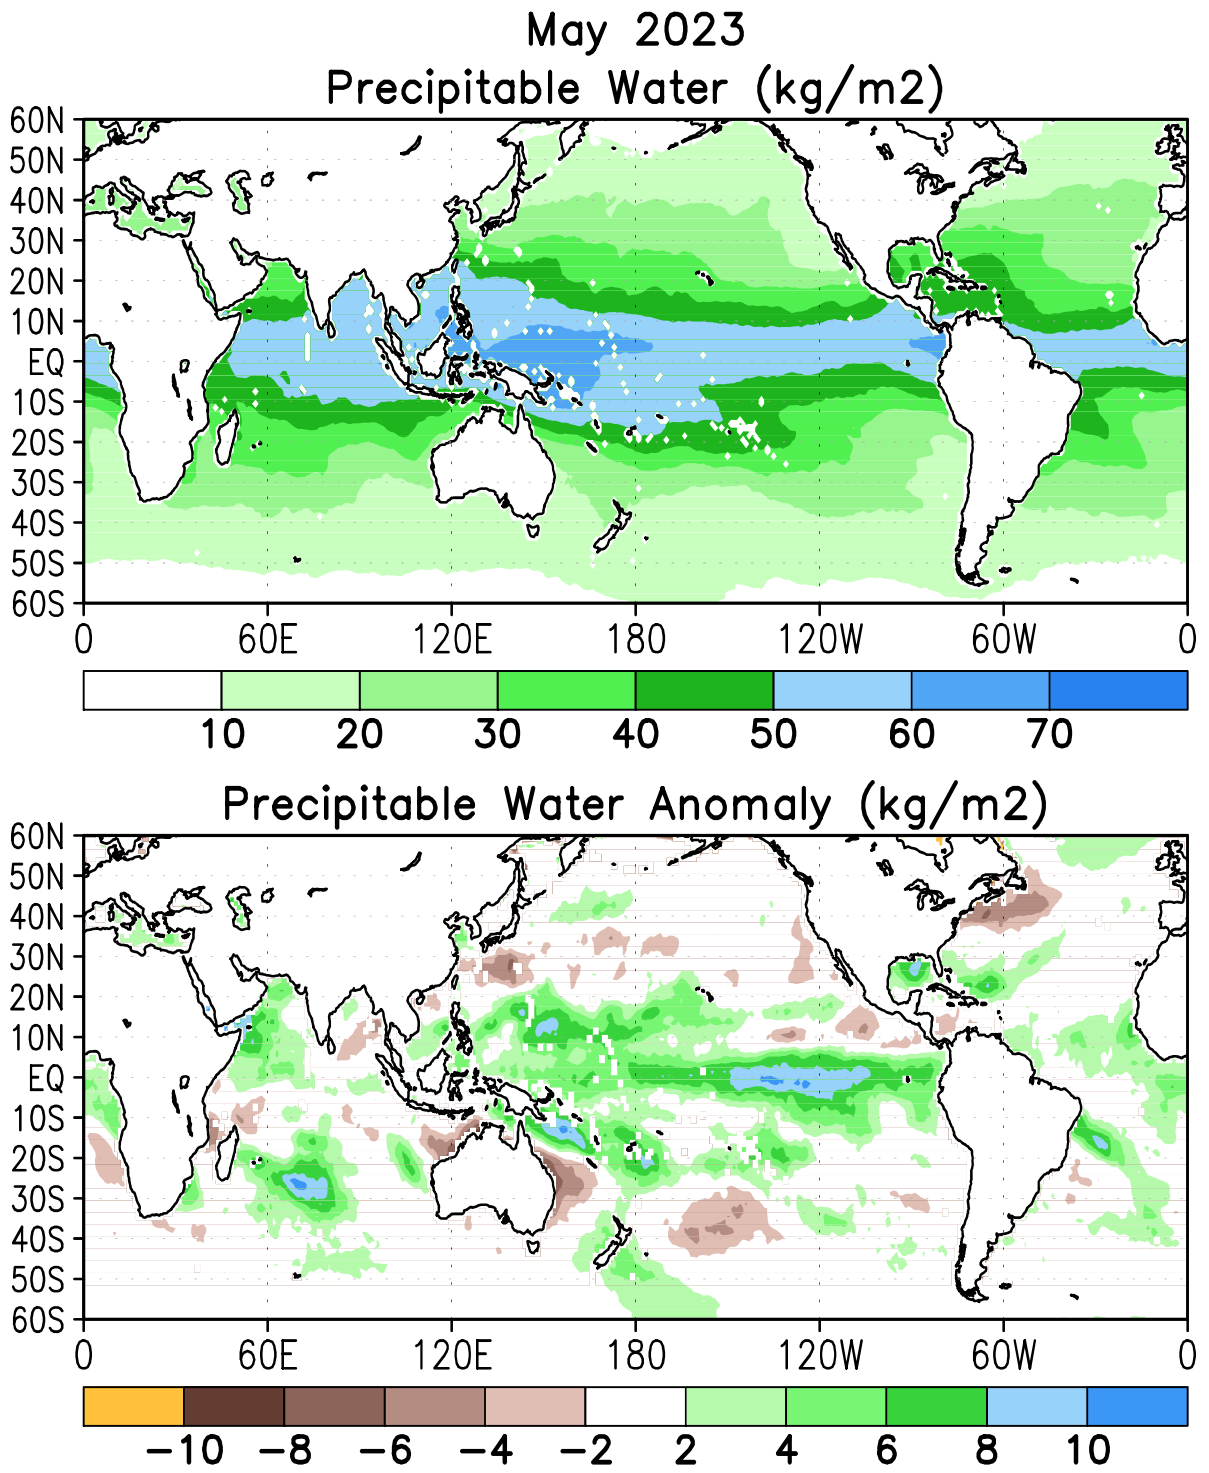 May 2023
Precipitable Water (kg/m2)
60N
50N
40N
30N
20N
10N
EQ
10S
20S
30S
40S
50S
60S
0 60E 120E 180 120W 60W 0
10 20 30 40 50 60 70
Precipitable Water Anomaly (kg/m2)
60N
50N
40N
30N
20N
10N
EQ
10S
20S
30S
40S
50S
60S
0 60E 120E 180 120W 60W 0
−10 −8 −6 −4 −2 2 4 6 8 10